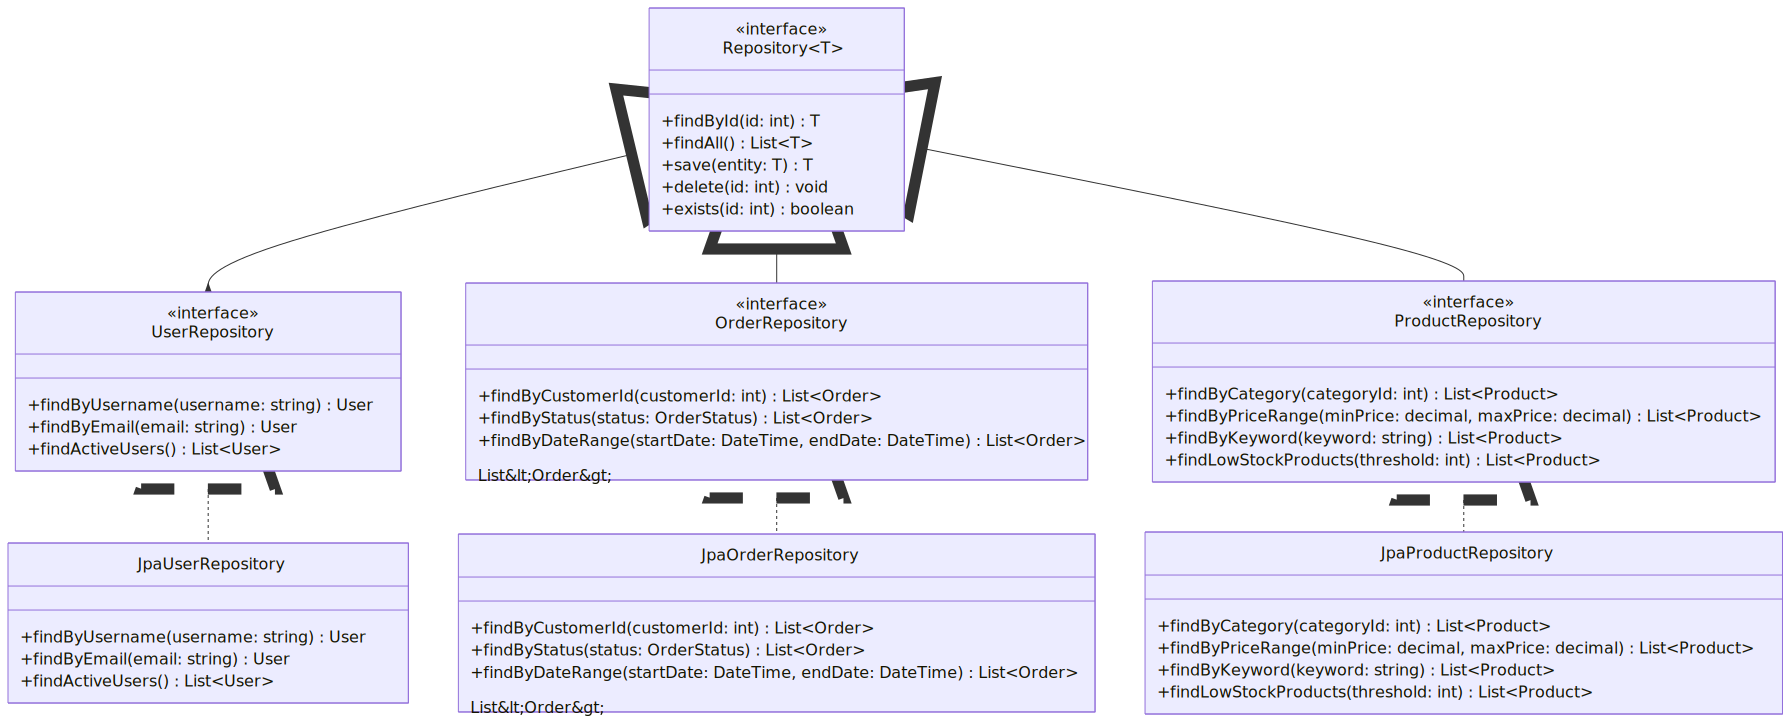 «interface»
Repository<T>
+findById(id: int) : T
+findAll() : List<T>
+save(entity: T) : T
+delete(id: int) : void
+exists(id: int) : boolean
«interface»
UserRepository
+findByUsername(username: string) : User
+findByEmail(email: string) : User
+findActiveUsers() : List<User>
«interface»
OrderRepository
+findByCustomerId(customerId: int) : List<Order>
+findByStatus(status: OrderStatus) : List<Order>
+findByDateRange(startDate: DateTime, endDate: DateTime) : List<Order>
List&lt;Order&gt;
«interface»
ProductRepository
+findByCategory(categoryId: int) : List<Product>
+findByPriceRange(minPrice: decimal, maxPrice: decimal) : List<Product>
+findByKeyword(keyword: string) : List<Product>
+findLowStockProducts(threshold: int) : List<Product>
JpaUserRepository
+findByUsername(username: string) : User
+findByEmail(email: string) : User
+findActiveUsers() : List<User>
JpaOrderRepository
+findByCustomerId(customerId: int) : List<Order>
+findByStatus(status: OrderStatus) : List<Order>
+findByDateRange(startDate: DateTime, endDate: DateTime) : List<Order>
List&lt;Order&gt;
JpaProductRepository
+findByCategory(categoryId: int) : List<Product>
+findByPriceRange(minPrice: decimal, maxPrice: decimal) : List<Product>
+findByKeyword(keyword: string) : List<Product>
+findLowStockProducts(threshold: int) : List<Product>